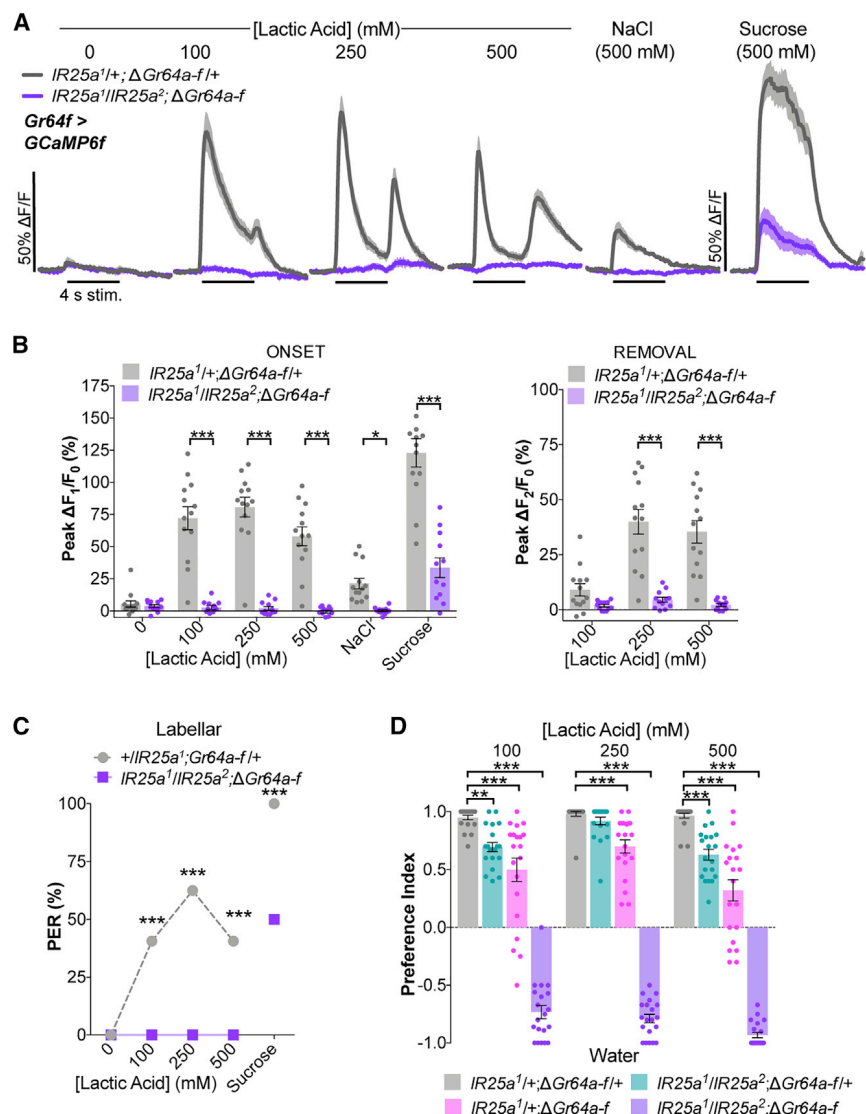 A
[Lactic Acid] (mM)
NaCl
Sucrose
0
100
250
500
(500 mM)
(500 mM)
IR25a¹/+;ΔGr64a-f/+
IR25a¹/IR25a²;ΔGr64a-f
Gr64f >
GCaMP6f
50% ΔF/F
50% ΔF/F
4 s stim.
B
ONSET
REMOVAL
IR25a¹/+;ΔGr64a-f/+
IR25a¹/IR25a²;ΔGr64a-f
IR25a¹/+;ΔGr64a-f/+
IR25a¹/IR25a²;ΔGr64a-f
Peak ΔF₁/F₀ (%)
175
150
125
100
75
50
25
0
*** *** *** * ***
0 100 250 500 NaCl Sucrose
[Lactic Acid] (mM)
Peak ΔF₂/F₀ (%)
100
75
50
25
0
*** ***
100 250 500
[Lactic Acid] (mM)
C
Labellar
+/IR25a¹;Gr64a-f/+
IR25a¹/IR25a²;ΔGr64a-f
PER (%)
100
75
50
25
0
*** *** *** ***
0 100 250 500 Sucrose
[Lactic Acid] (mM)
D
[Lactic Acid] (mM)
100 250 500
*** *** ***
*** *** ***
** ***
Preference Index
1.0
0.5
0.0
-0.5
-1.0
Water
IR25a¹/+;ΔGr64a-f/+
IR25a¹/IR25a²;ΔGr64a-f/+
IR25a¹/+;ΔGr64a-f
IR25a¹/IR25a²;ΔGr64a-f